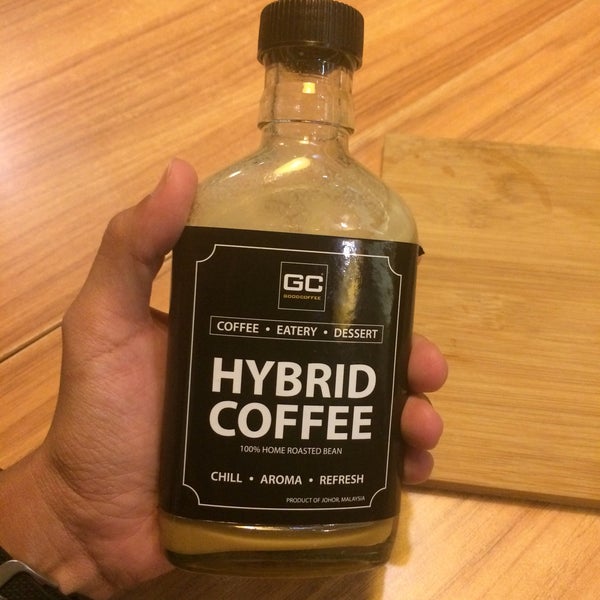 GC
GOODCOFFEE
COFFEE • EATERY • DESSERT
HYBRID
COFFEE
100% HOME ROASTED BEAN
CHILL • AROMA • REFRESH
PRODUCT OF JOHOR, MALAYSIA